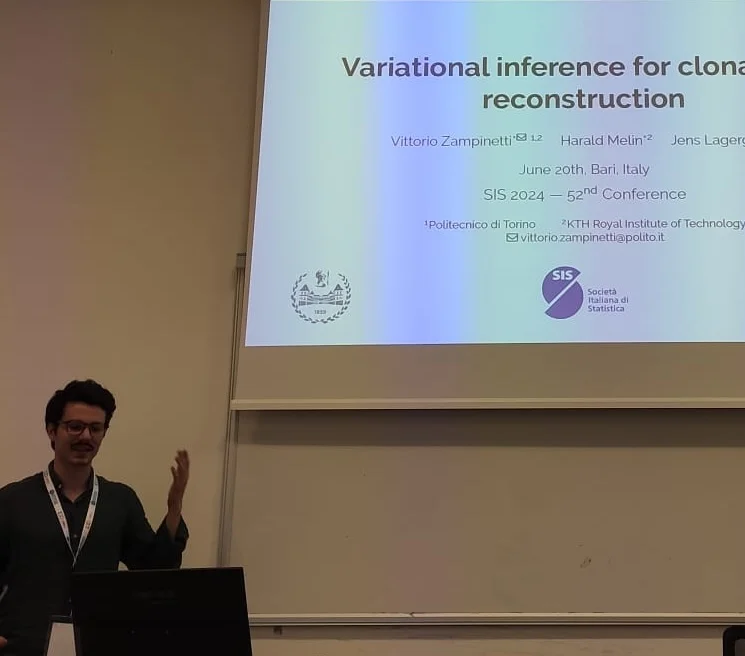 Variational inference for clona
reconstruction
Vittorio Zampinetti*✉ 1,2 Harald Melin*2 Jens Lagerg
June 20th, Bari, Italy
SIS 2024 — 52nd Conference
¹Politecnico di Torino ²KTH Royal Institute of Technology
✉ vittorio.zampinetti@polito.it
1859
SIS
Società
Italiana di
Statistica